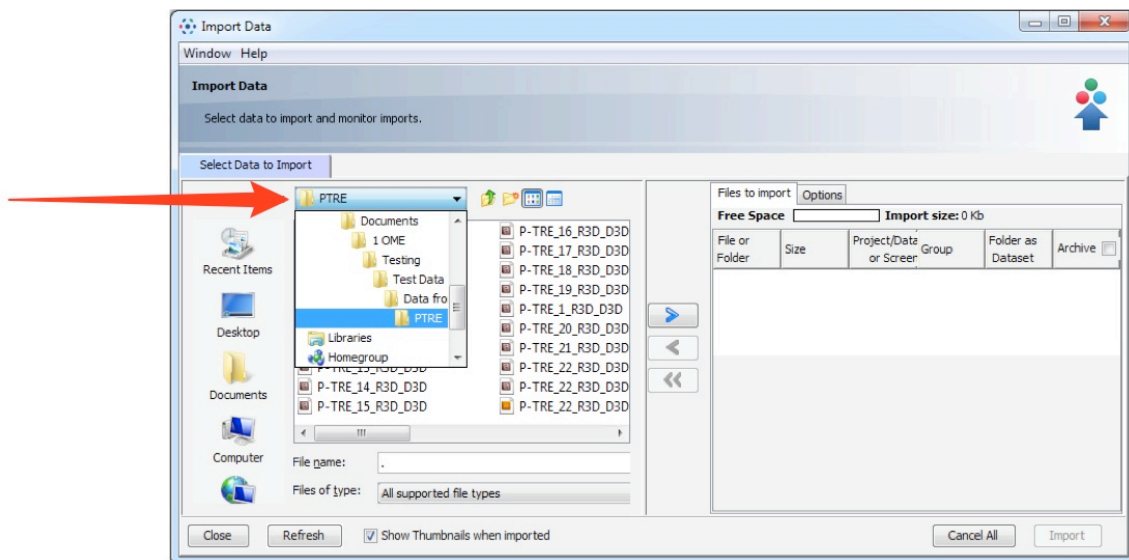 Import Data
Window Help
Import Data
Select data to import and monitor imports.
Select Data to Import
PTRE
Documents
1 OME
Testing
Test Data
Data fro
PTRE
Libraries
Homegroup
P-TRE_14_R3D_D3D
P-TRE_15_R3D_D3D
P-TRE_16_R3D_D3D
P-TRE_17_R3D_D3D
P-TRE_18_R3D_D3D
P-TRE_19_R3D_D3D
P-TRE_1_R3D_D3D
P-TRE_20_R3D_D3D
P-TRE_21_R3D_D3D
P-TRE_22_R3D_D3D
P-TRE_22_R3D_D3D
P-TRE_22_R3D_D3D
Recent Items
Desktop
Documents
Computer
File name: .
Files of type: All supported file types
Files to import Options
Free Space Import size: 0 Kb
File or Folder Size Project/Data or Screen Group Folder as Dataset Archive
Close Refresh Show Thumbnails when imported Cancel All Import